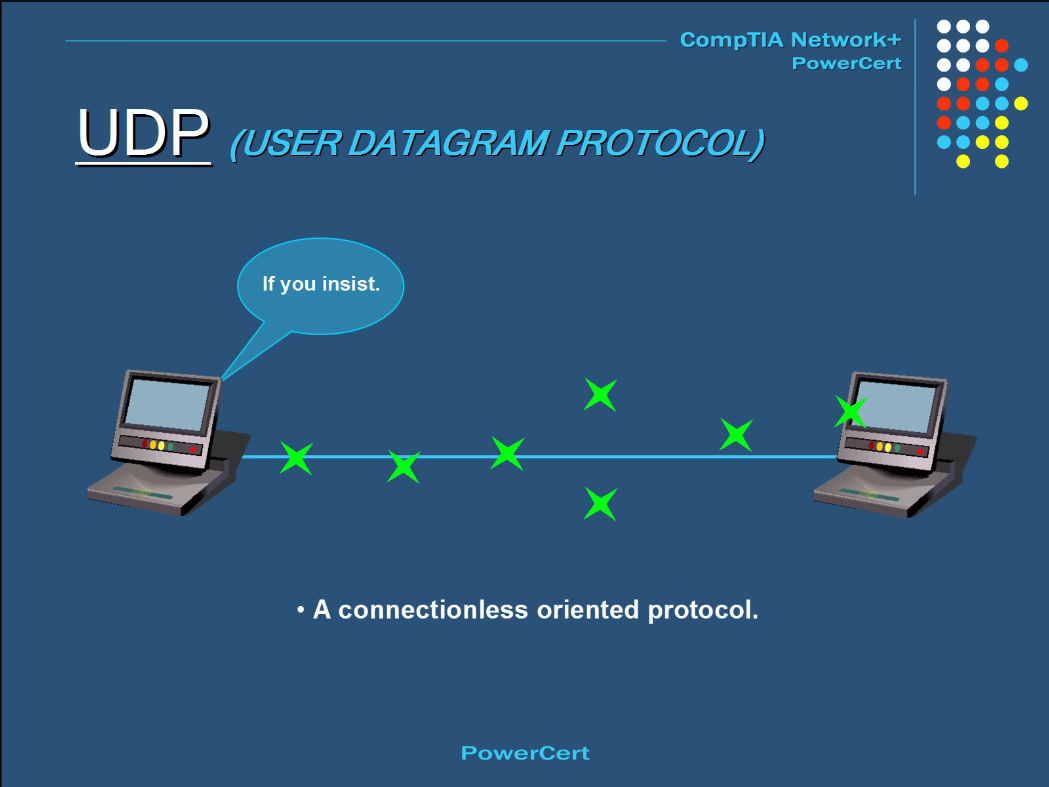 CompTIA Network+
PowerCert
UDP (USER DATAGRAM PROTOCOL)
If you insist.
• A connectionless oriented protocol.
PowerCert